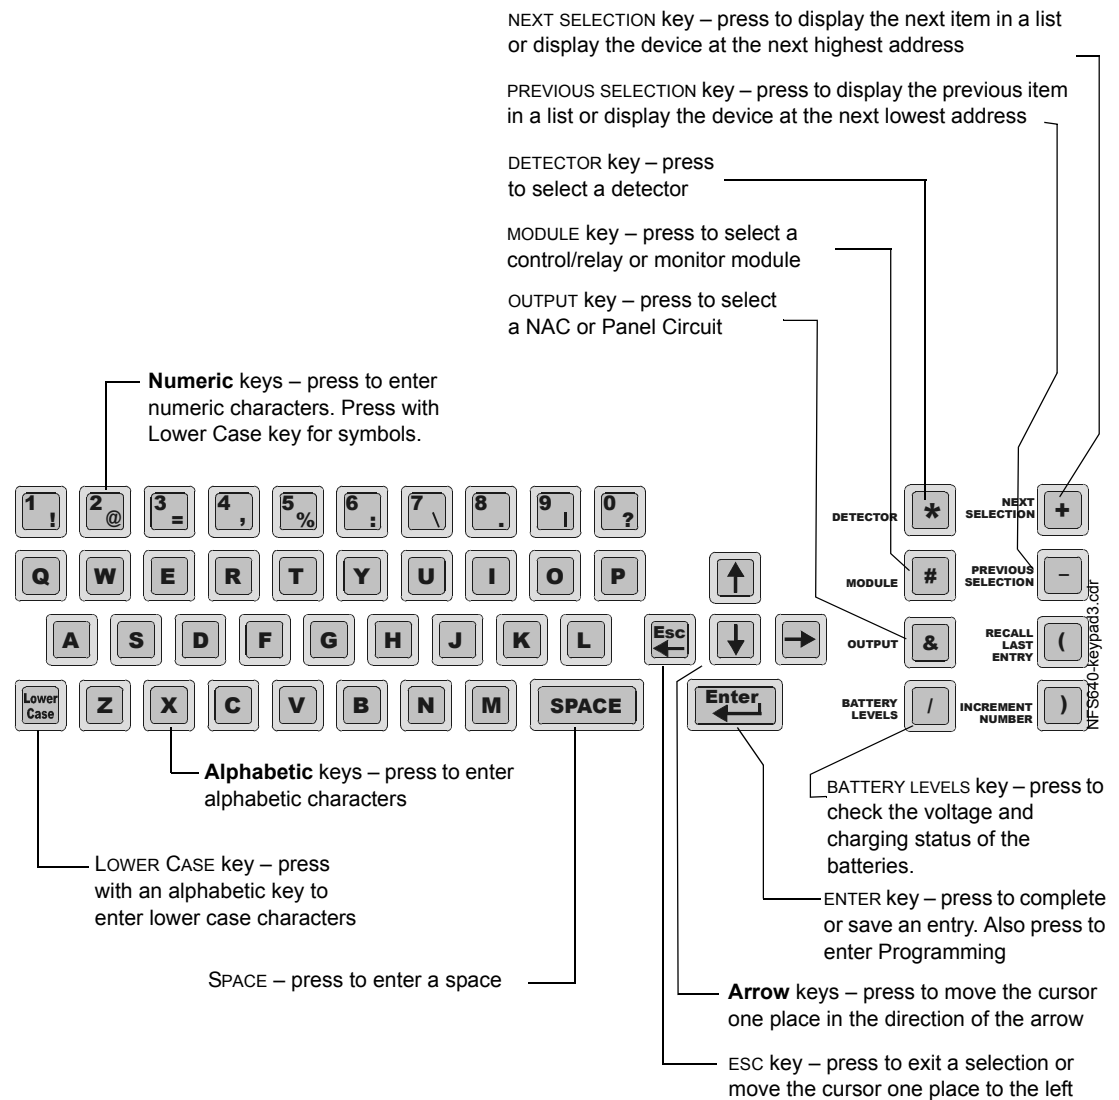 NEXT SELECTION key – press to display the next item in a list
or display the device at the next highest address
PREVIOUS SELECTION key – press to display the previous item
in a list or display the device at the next lowest address
DETECTOR key – press
to select a detector
MODULE key – press to select a
control/relay or monitor module
OUTPUT key – press to select
a NAC or Panel Circuit
Numeric keys – press to enter
numeric characters. Press with
Lower Case key for symbols.
1 ! 2 @ 3 = 4 , 5 % 6 : 7 \ 8 . 9 | 0 ?
DETECTOR * NEXT SELECTION +
Q W E R T Y U I O P
↑
MODULE # PREVIOUS SELECTION –
A S D F G H J K L
Esc ← ↓ →
OUTPUT & RECALL LAST ENTRY (
Lower Case Z X C V B N M SPACE
Enter
BATTERY LEVELS / INCREMENT NUMBER )
NFS640-keypad3.cdr
Alphabetic keys – press to enter
alphabetic characters
BATTERY LEVELS key – press to
check the voltage and
charging status of the
batteries.
LOWER CASE key – press
with an alphabetic key to
enter lower case characters
ENTER key – press to complete
or save an entry. Also press to
enter Programming
SPACE – press to enter a space
Arrow keys – press to move the cursor
one place in the direction of the arrow
ESC key – press to exit a selection or
move the cursor one place to the left